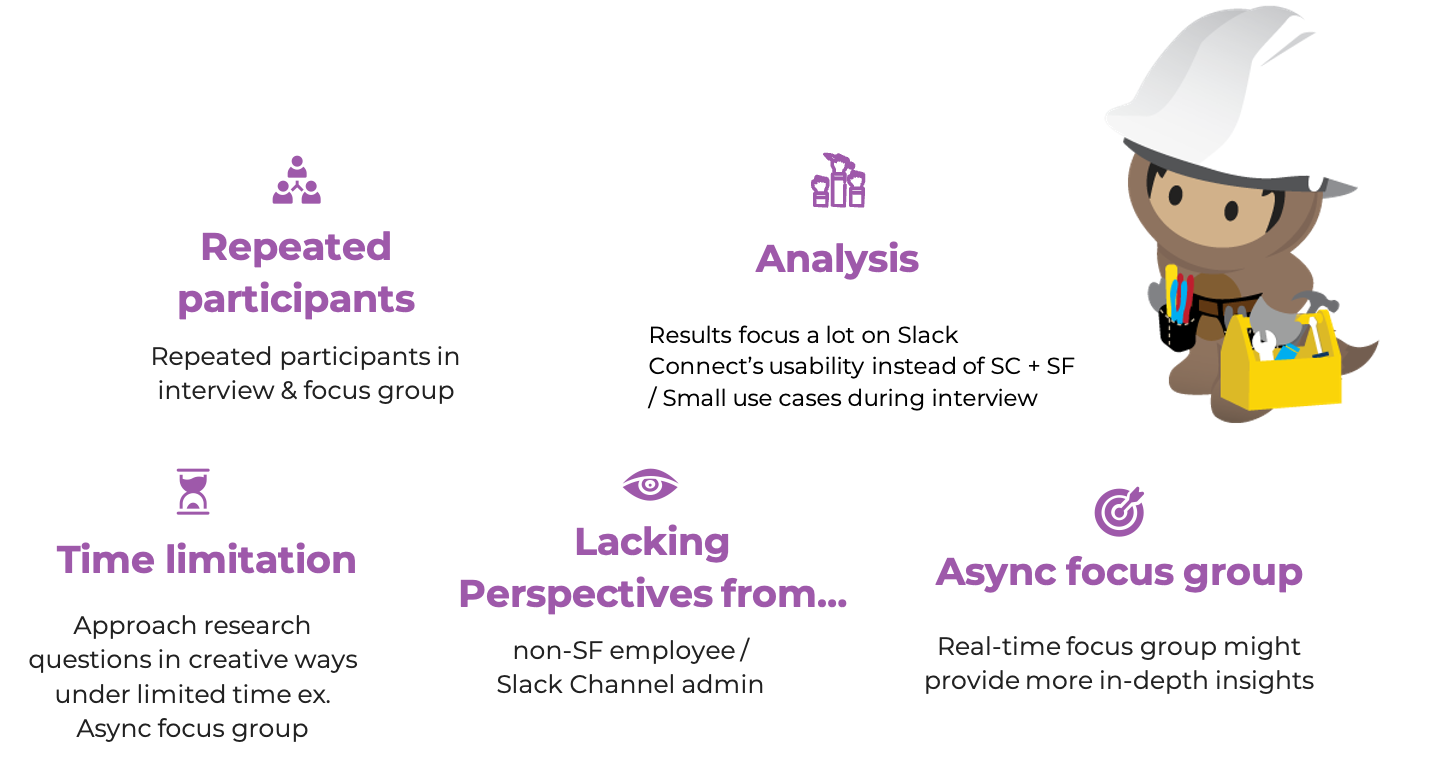 Repeated
participants
Repeated participants in
interview & focus group
Analysis
Results focus a lot on Slack
Connect’s usability instead of SC + SF
/ Small use cases during interview
Time limitation
Approach research
questions in creative ways
under limited time ex.
Async focus group
Lacking
Perspectives from...
non-SF employee /
Slack Channel admin
Async focus group
Real-time focus group might
provide more in-depth insights